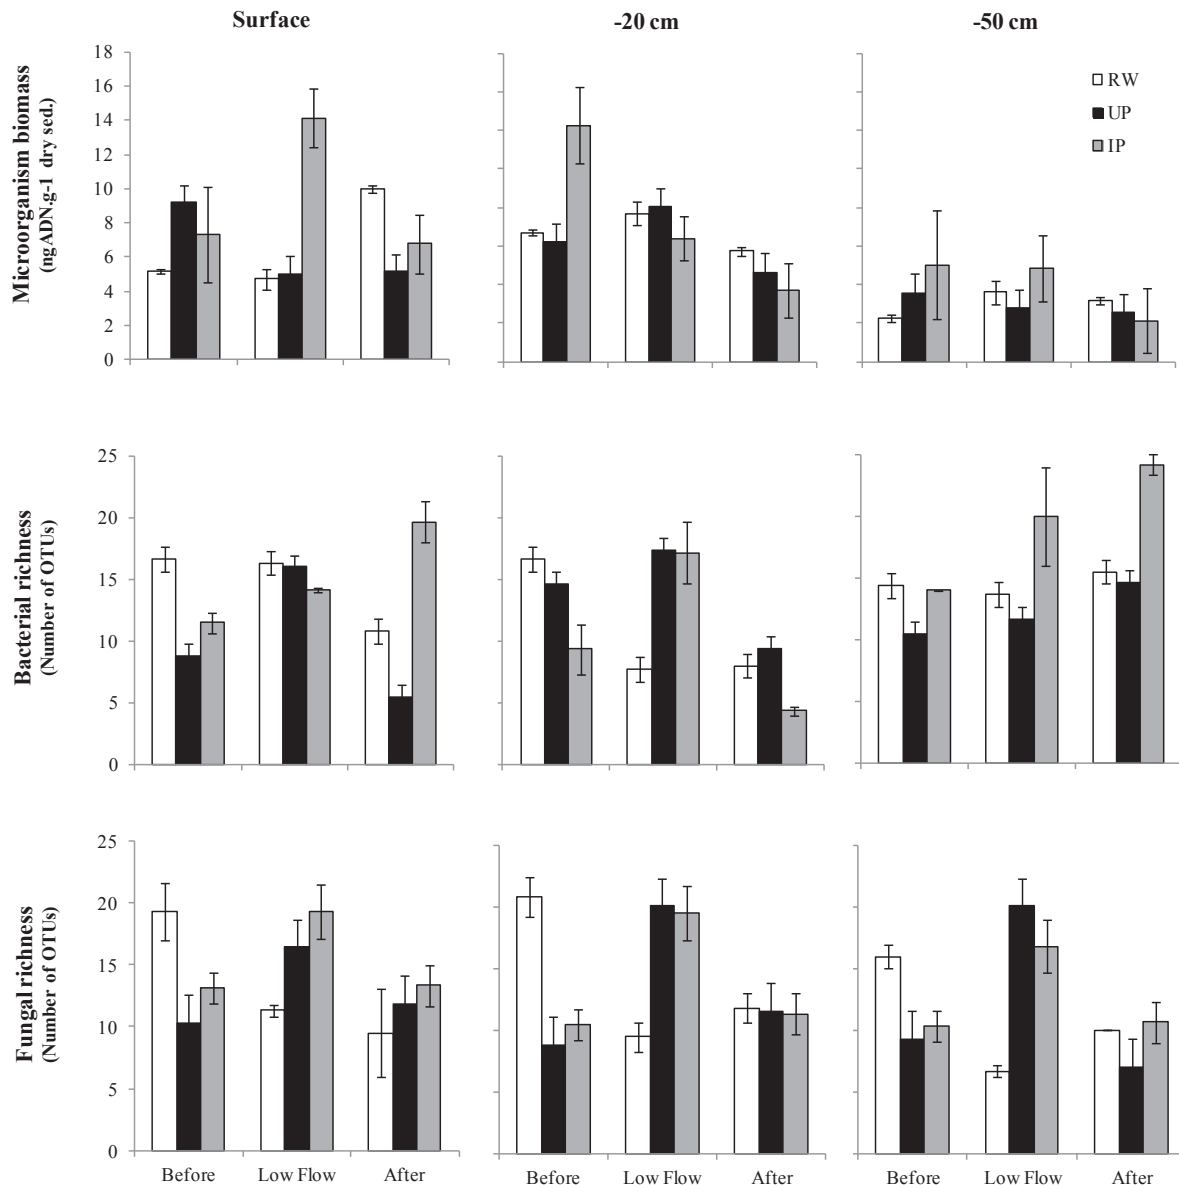 Surface
-20 cm
-50 cm
Microorganism biomass
(ngADN.g-1 dry sed.)
18
16
14
12
10
8
6
4
2
0
RW
UP
IP
Bacterial richness
(Number of OTUs)
25
20
15
10
5
0
Fungal richness
(Number of OTUs)
25
20
15
10
5
0
Before
Low Flow
After
Before
Low Flow
After
Before
Low Flow
After